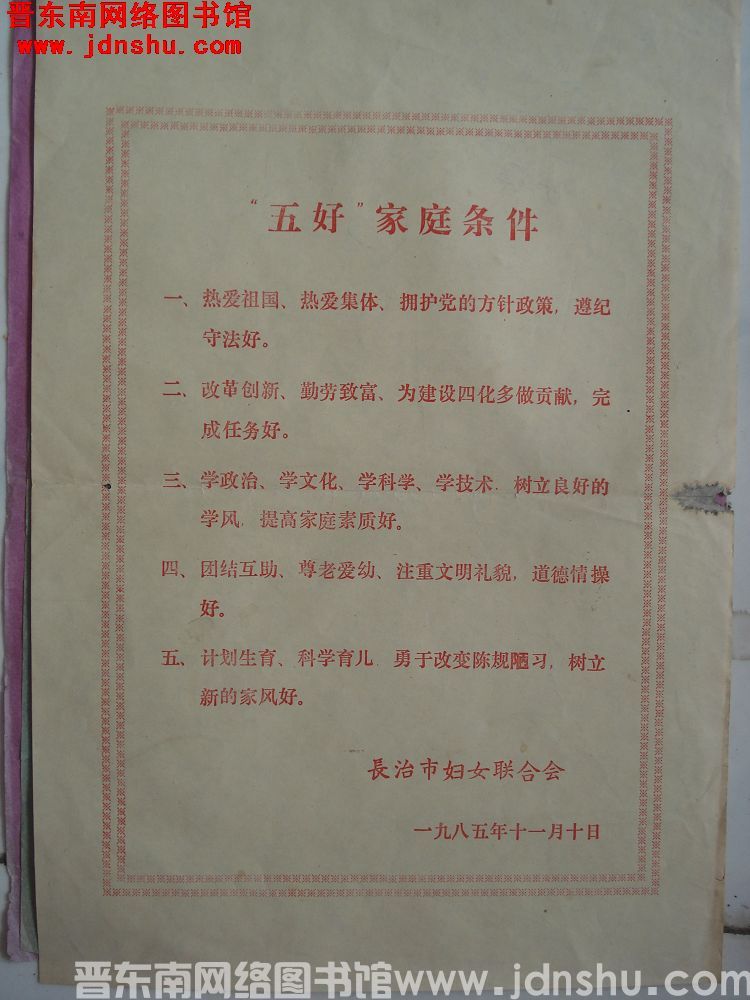 晋东南网络图书馆
www.jdnshu.com
“五好”家庭条件
一、热爱祖国、热爱集体、拥护党的方针政策，遵纪
守法好。
二、改革创新、勤劳致富、为建设四化多做贡献，完
成任务好。
三、学政治、学文化、学科学、学技术．树立良好的
学风．提高家庭素质好。
四、团结互助、尊老爱幼、注重文明礼貌，道德情操
好。
五、计划生育、科学育儿．勇于改变陈规陋习，树立
新的家风好。
長治市妇女联合会
一九八五年十一月十日
晋东南网络图书馆www.jdnshu.com